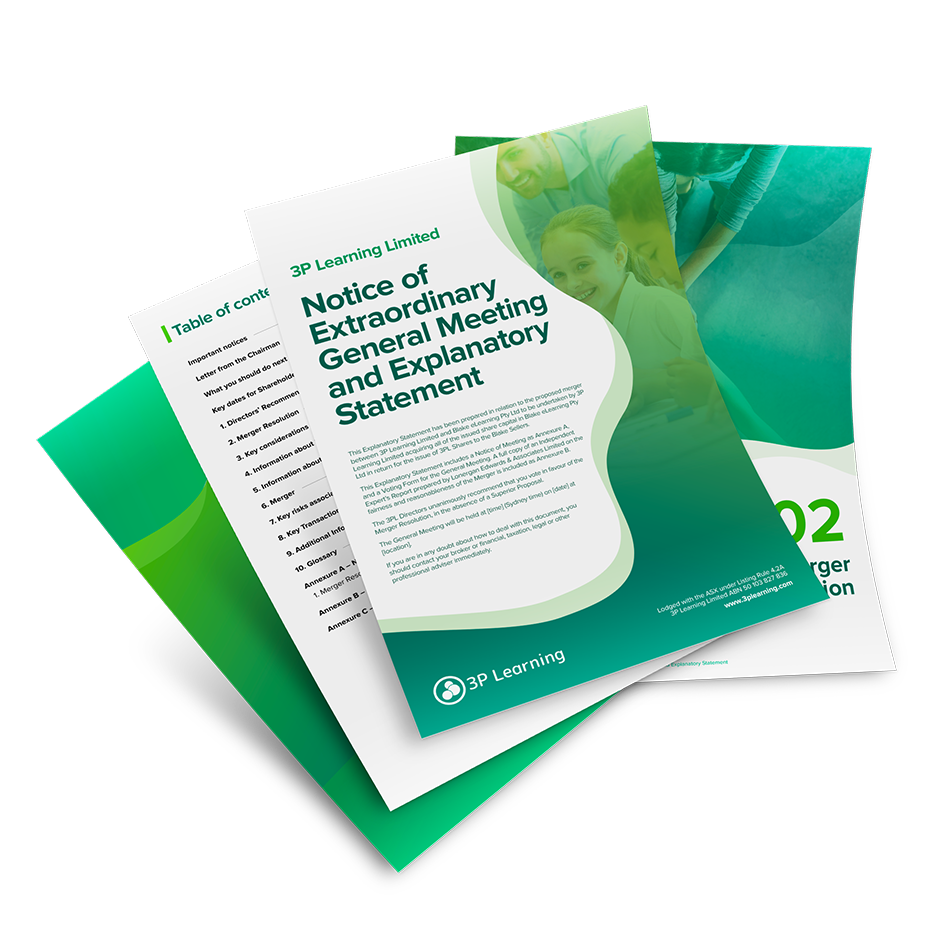 3P Learning Limited
Notice of
Extraordinary
General Meeting
and Explanatory
Statement
This Explanatory Statement has been prepared in relation to the proposed merger
between 3P Learning Limited and Blake eLearning Pty Ltd to be undertaken by 3P
Learning Limited acquiring all of the issued share capital in Blake eLearning Pty
Ltd in return for the issue of 3PL Shares to the Blake Sellers.
This Explanatory Statement includes a Notice of Meeting as Annexure A,
and a Voting Form for the General Meeting. A full copy of an Independent
Expert's Report prepared by Lonergan Edwards & Associates Limited on the
fairness and reasonableness of the Merger is included as Annexure B.
The 3PL Directors unanimously recommend that you vote in favour of the
Merger Resolution, in the absence of a Superior Proposal.
The General Meeting will be held at [time] (Sydney time) on [date] at
[location].
If you are in any doubt about how to deal with this document, you
should contact your broker or financial, taxation, legal or other
professional adviser immediately.
Lodged with the ASX under Listing Rule 4.2A
3P Learning Limited ABN 50 103 827 836
www.3plearning.com
3P Learning
Table of conte
Important notices
Letter from the Chairman
What you should do next
Key dates for Shareholde
1. Directors' Recommen
2. Merger Resolution
3. Key considerations
4. Information about
5. Information about
6. Merger
7. Key risks associa
8. Key Transaction
9. Additional Info
10. Glossary
Annexure A – N
1. Merger Reso
Annexure B –
Annexure C –
02
rger
tion
Explanatory Statement